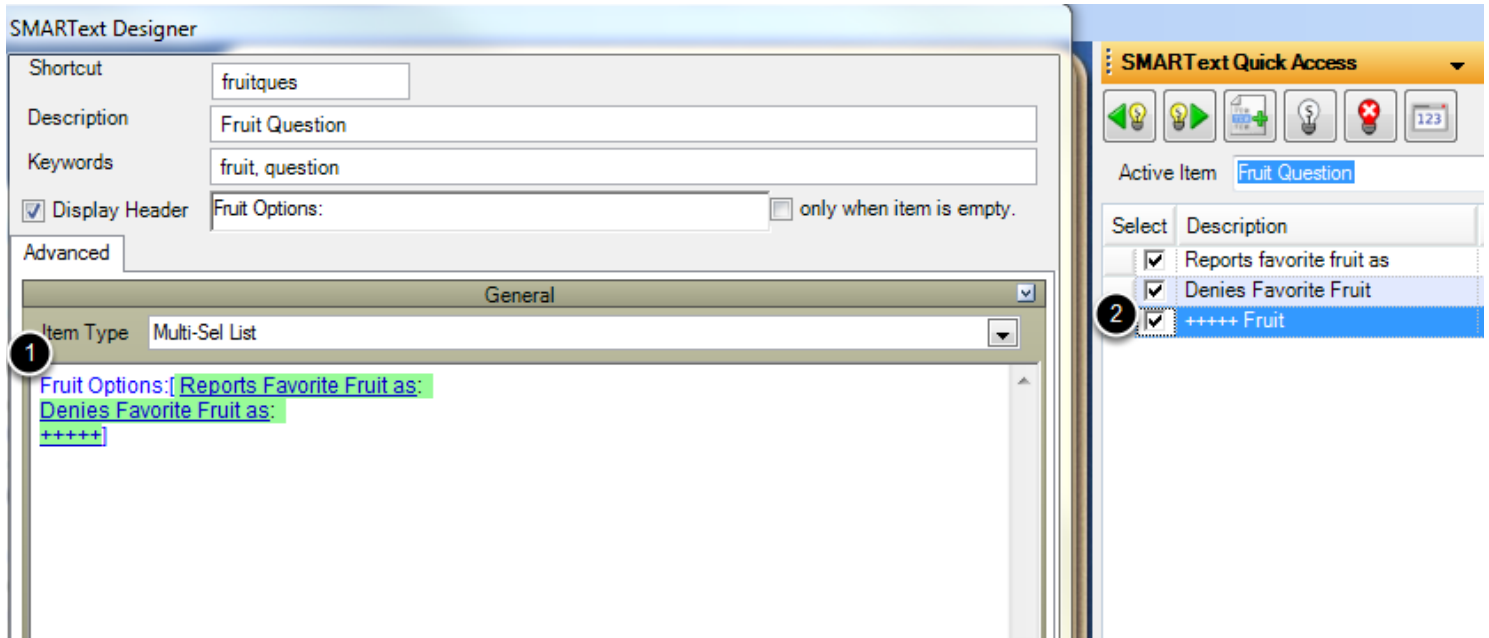 SMARText Designer
Shortcut fruitques
Description Fruit Question
Keywords fruit, question
Display Header Fruit Options: only when item is empty.
Advanced
General
Item Type Multi-Sel List
1
Fruit Options:[ Reports Favorite Fruit as:
Denies Favorite Fruit as:
+++++]
SMARText Quick Access
123
Active Item Fruit Question
Select Description
Reports favorite fruit as
Denies Favorite Fruit
2
+++++ Fruit